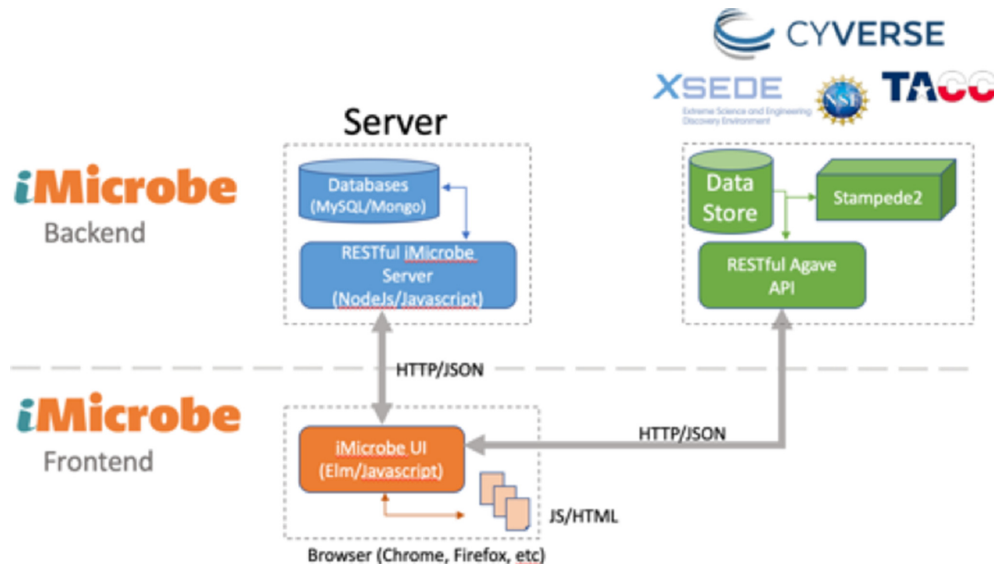 CYVERSE
XSEDE
Extreme Science and Engineering
Discovery Environment
NSF
TACC
Server
iMicrobe
Backend
Databases
(MySQL/Mongo)
RESTful iMicrobe
Server
(NodeJs/Javascript)
Data
Store
Stampede2
RESTful Agave
API
HTTP/JSON
iMicrobe
Frontend
iMicrobe UI
(Elm/Javascript)
HTTP/JSON
JS/HTML
Browser (Chrome, Firefox, etc)